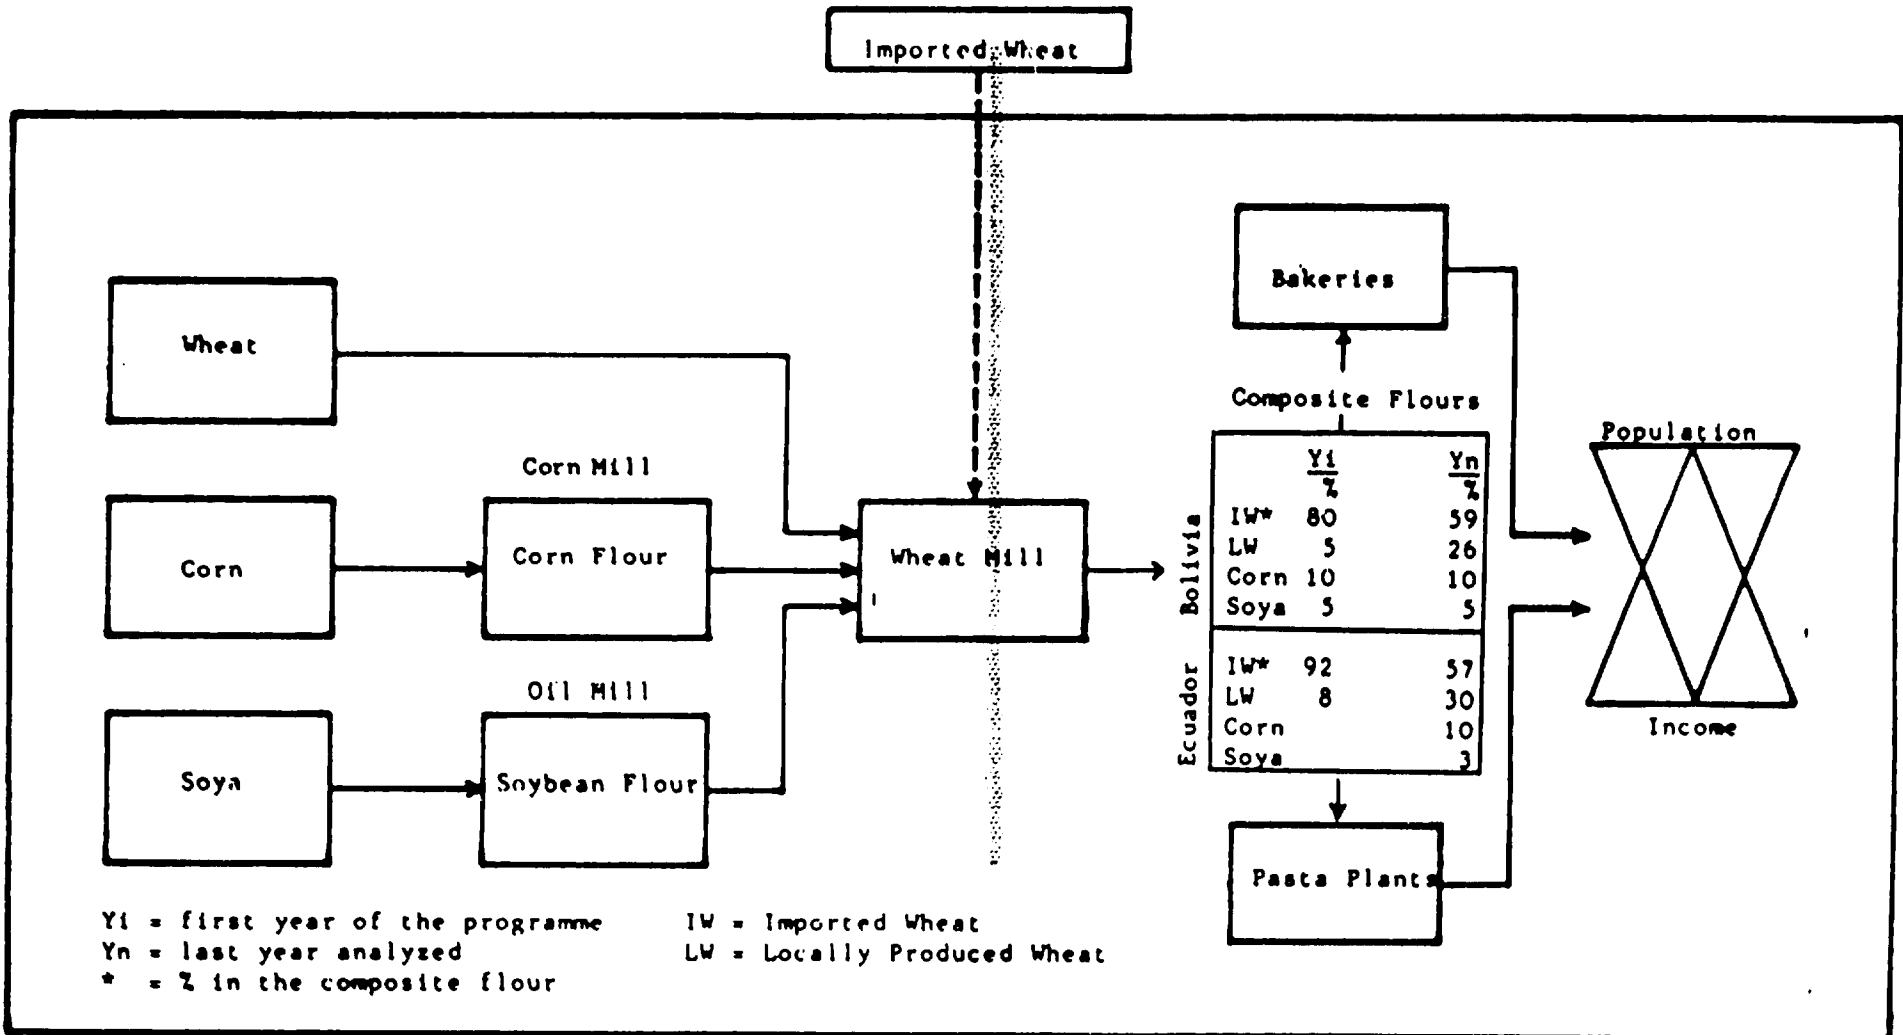 Imported Wheat
Wheat
Corn
Soya
Corn Mill
Corn Flour
Oil Mill
Soybean Flour
Wheat Mill
Bakeries
Composite Flours
Yi Yn
% %
Bolivia
IW* 80 59
LW 5 26
Corn 10 10
Soya 5 5
Ecuador
IW* 92 57
LW 8 30
Corn 10
Soya 3
Pasta Plants
Population
Income
Yi = first year of the programme
Yn = last year analyzed
* = % in the composite flour
IW = Imported Wheat
LW = Locally Produced Wheat